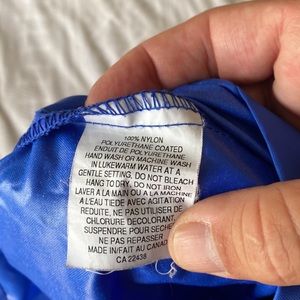 100% NYLON
POLYURETHANE COATED
ENDUIT DE POLYURETHANE
HAND WASH OR MACHINE WASH
IN LUKEWARM WATER AT A
GENTLE SETTING, DO NOT BLEACH
HANG TO DRY, DO NOT IRON
LAVER À LA MAIN OU A LA MACHINE
A L'EAU TIEDE AVEC AGITATION
REDUITE, NE PAS UTILISER DE
CHLORURE DECOLORANTE
SUSPENDRE POUR SECHER
NE PAS REPASSER
MADE IN/FAIT AU CANADA
CA 22438